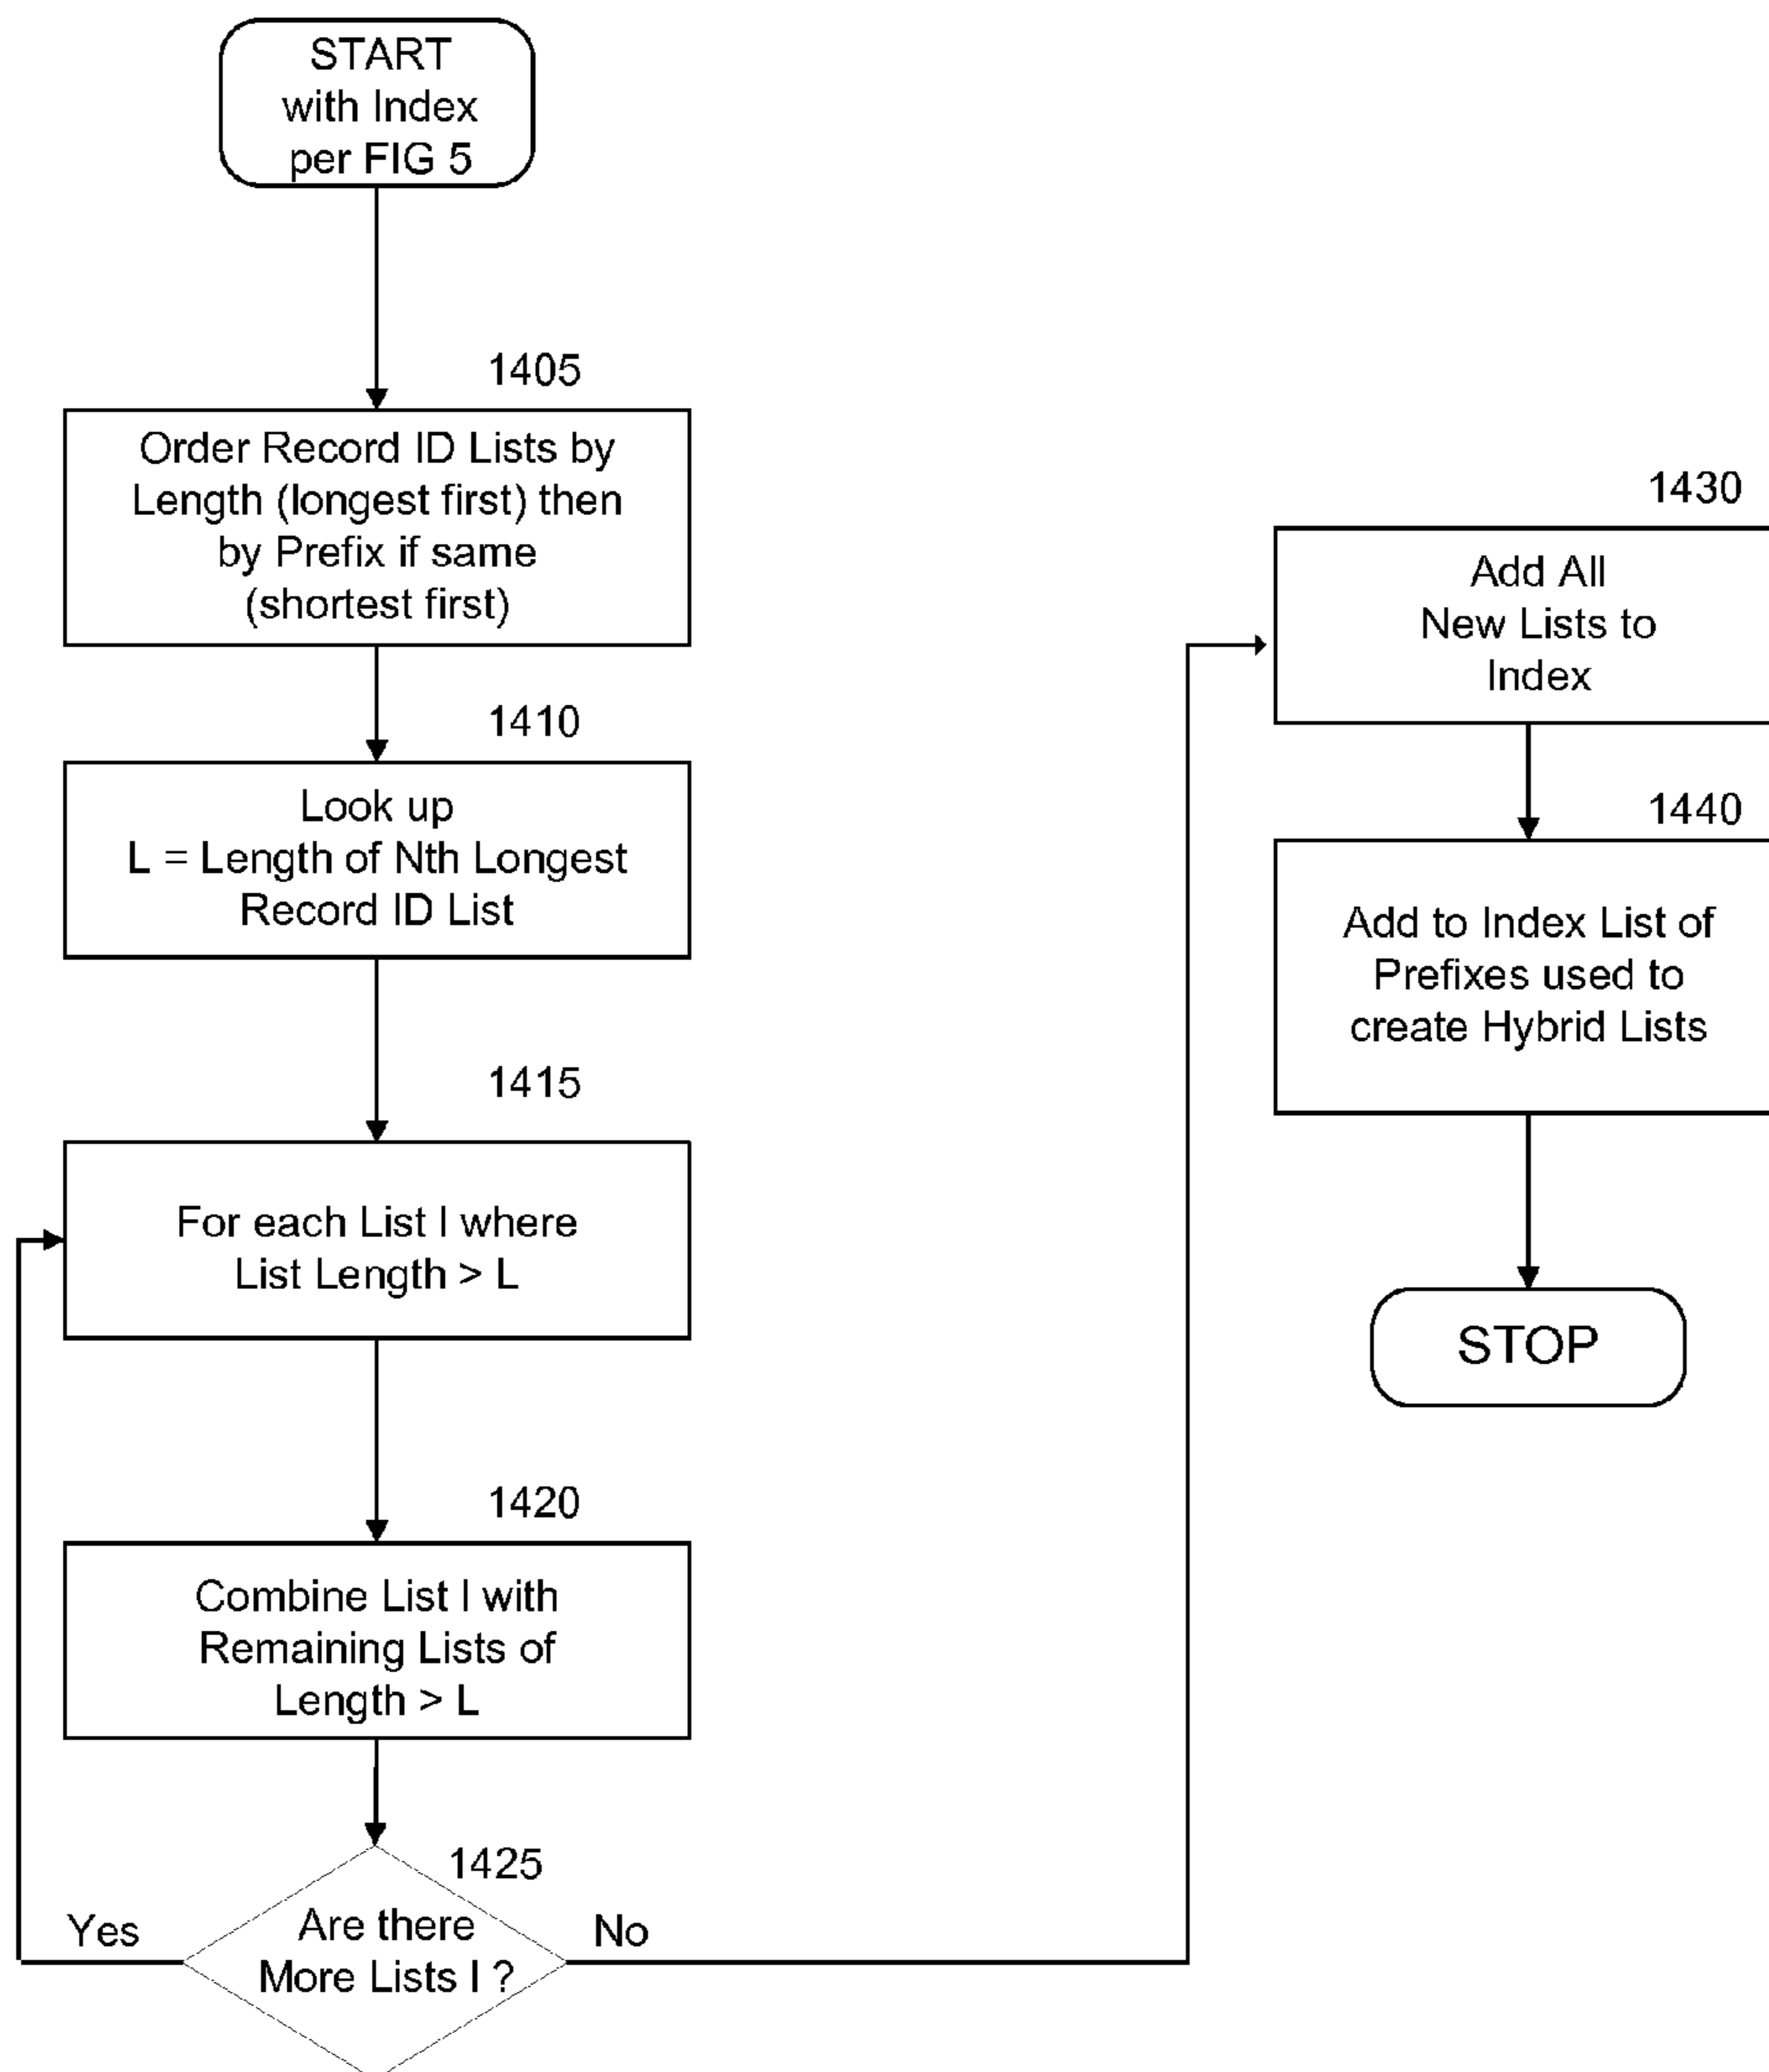 START
with Index
per FIG 5
1405
Order Record ID Lists by
Length (longest first) then
by Prefix if same
(shortest first)
1410
Look up
L = Length of Nth Longest
Record ID List
1415
For each List I where
List Length > L
1420
Combine List I with
Remaining Lists of
Length > L
1425
Are there
More Lists I ?
Yes
No
1430
Add All
New Lists to
Index
1440
Add to Index List of
Prefixes used to
create Hybrid Lists
STOP